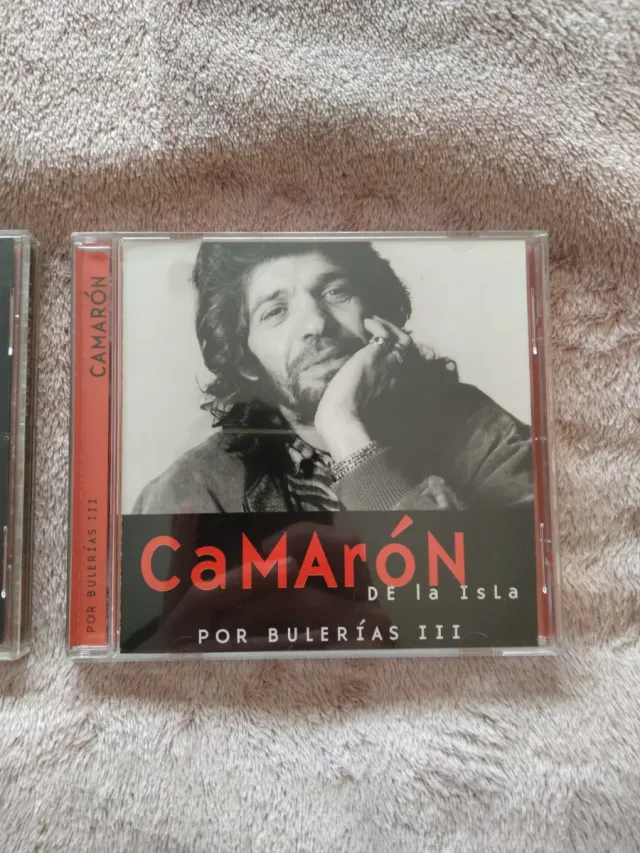 CAMARÓN
POR BULERÍAS III
CaMAróN
DE la IsLa
POR BULERÍAS III